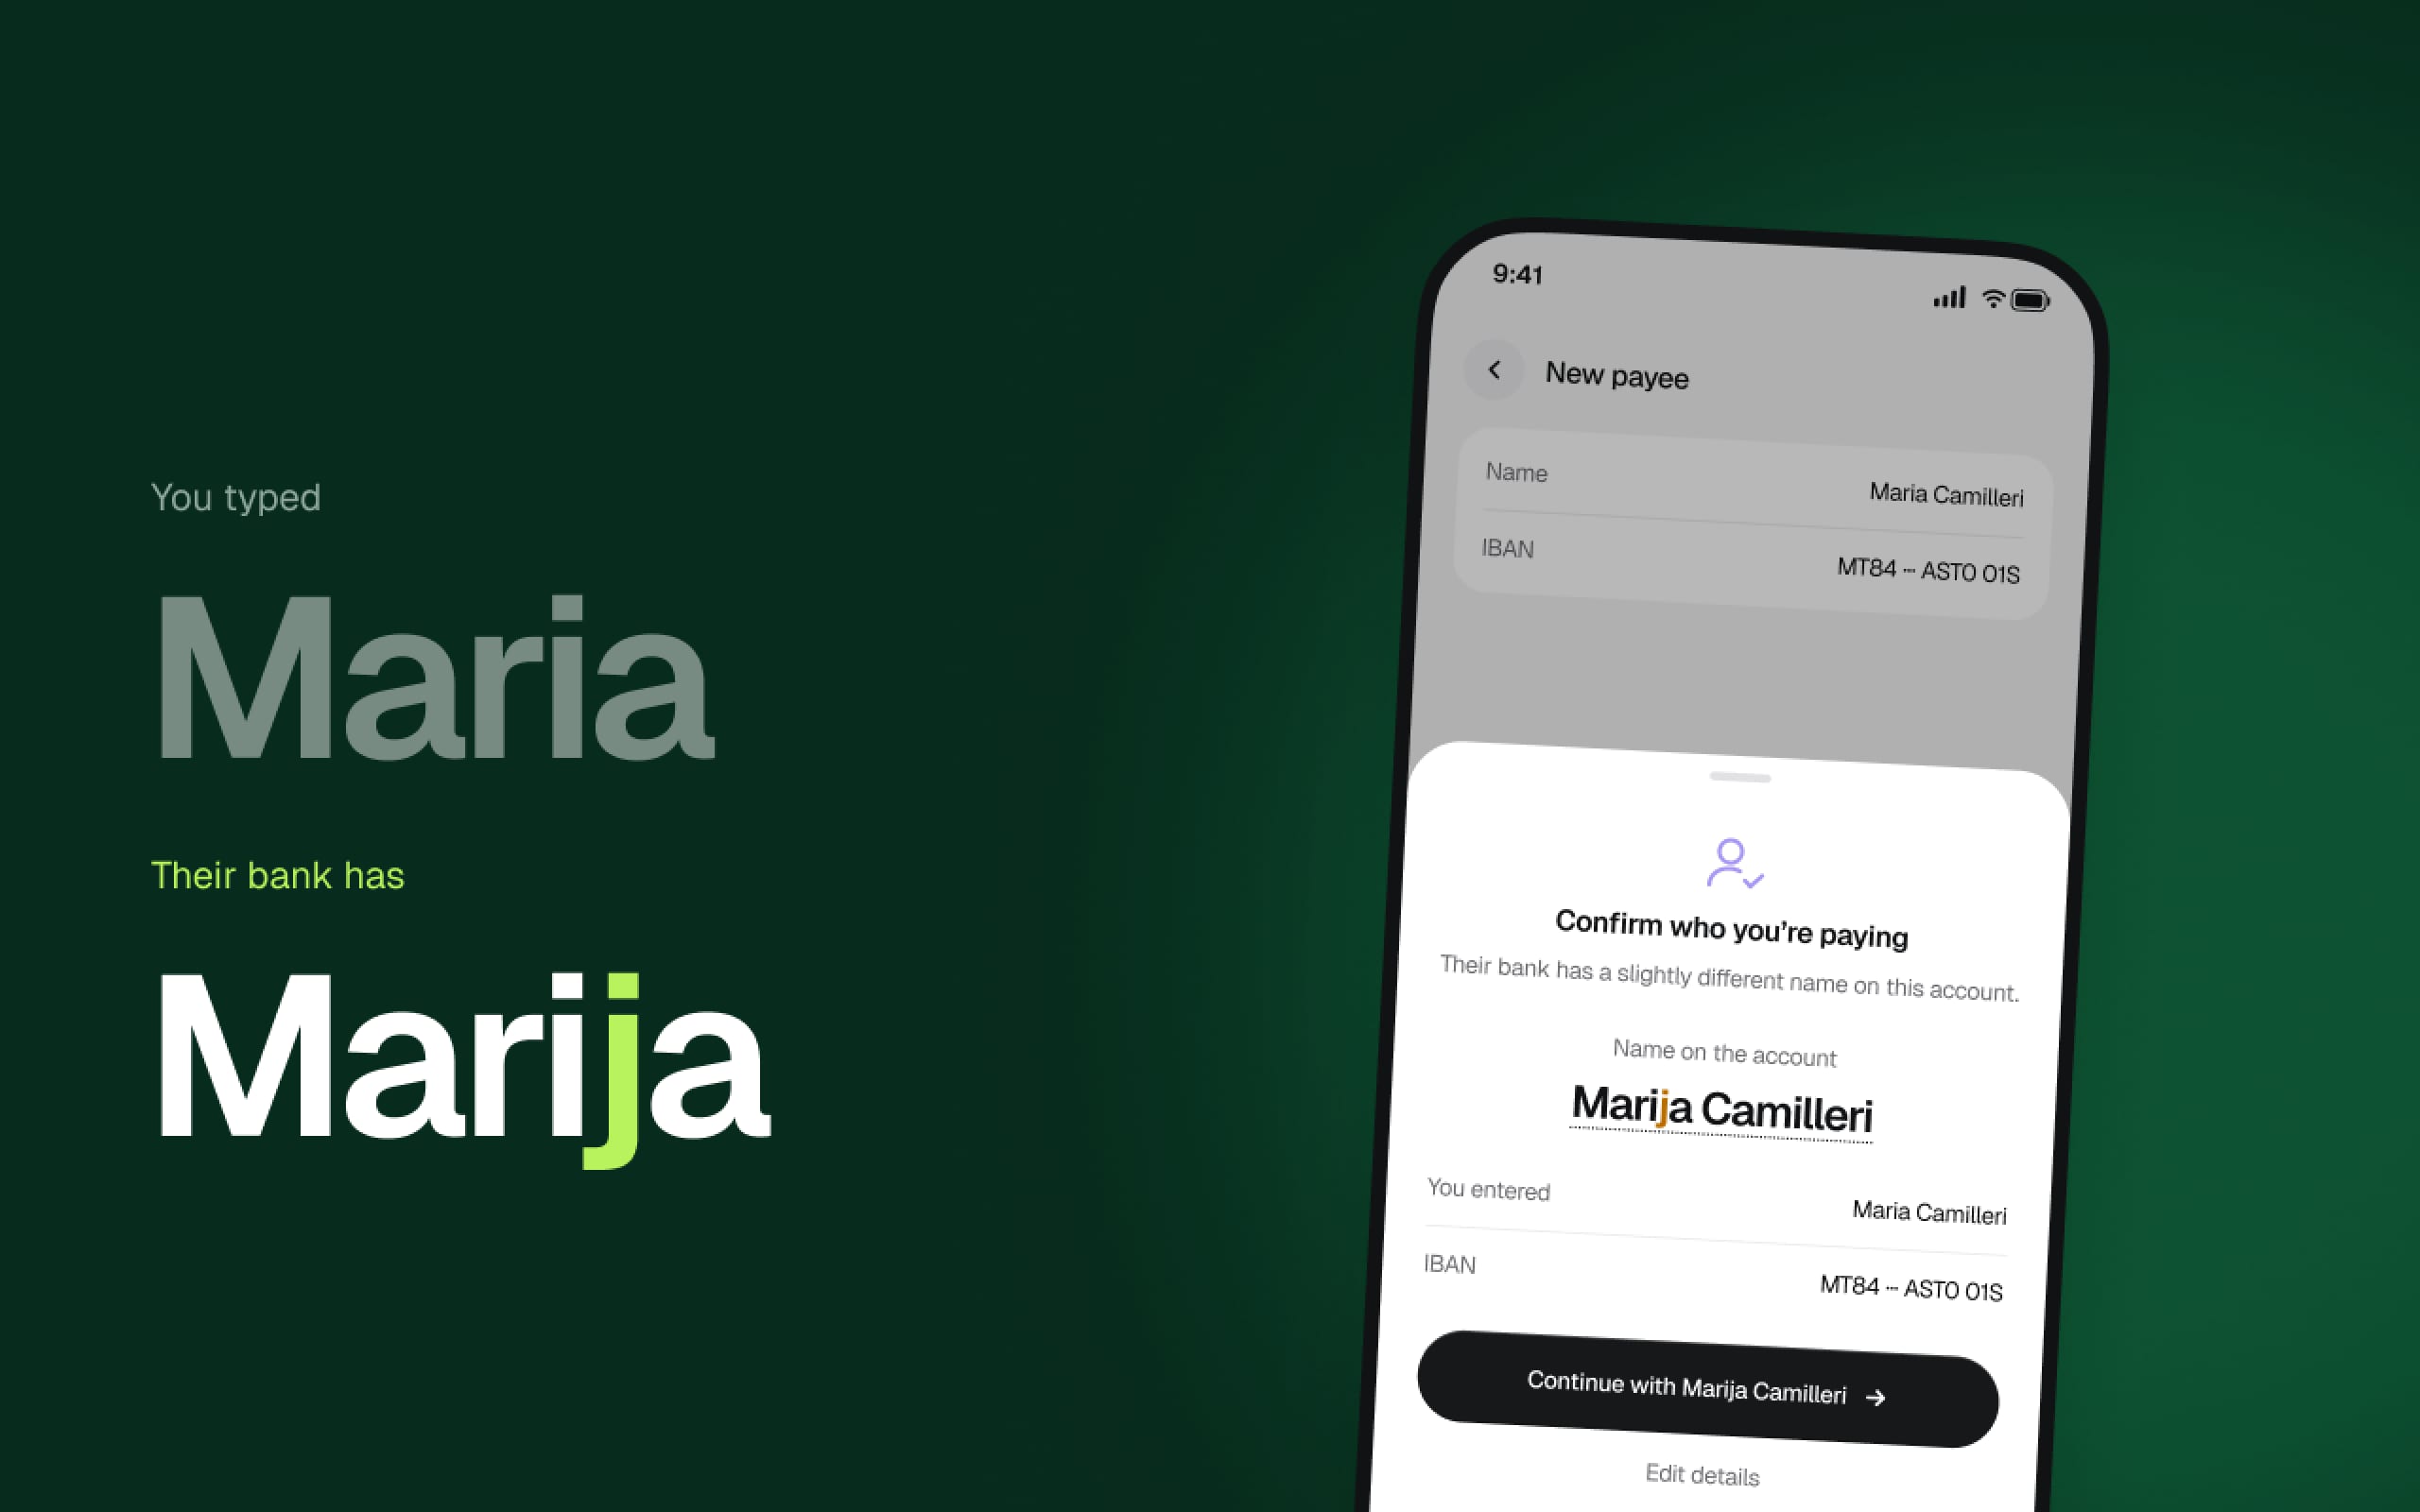 You typed
Maria
Their bank has
Marija
9:41
New payee
Name
Maria Camilleri
IBAN
MT84 ··· AST0 01S
Confirm who you're paying
Their bank has a slightly different name on this account.
Name on the account
Marija Camilleri
You entered
Maria Camilleri
IBAN
MT84 ··· AST0 01S
Continue with Marija Camilleri →
Edit details